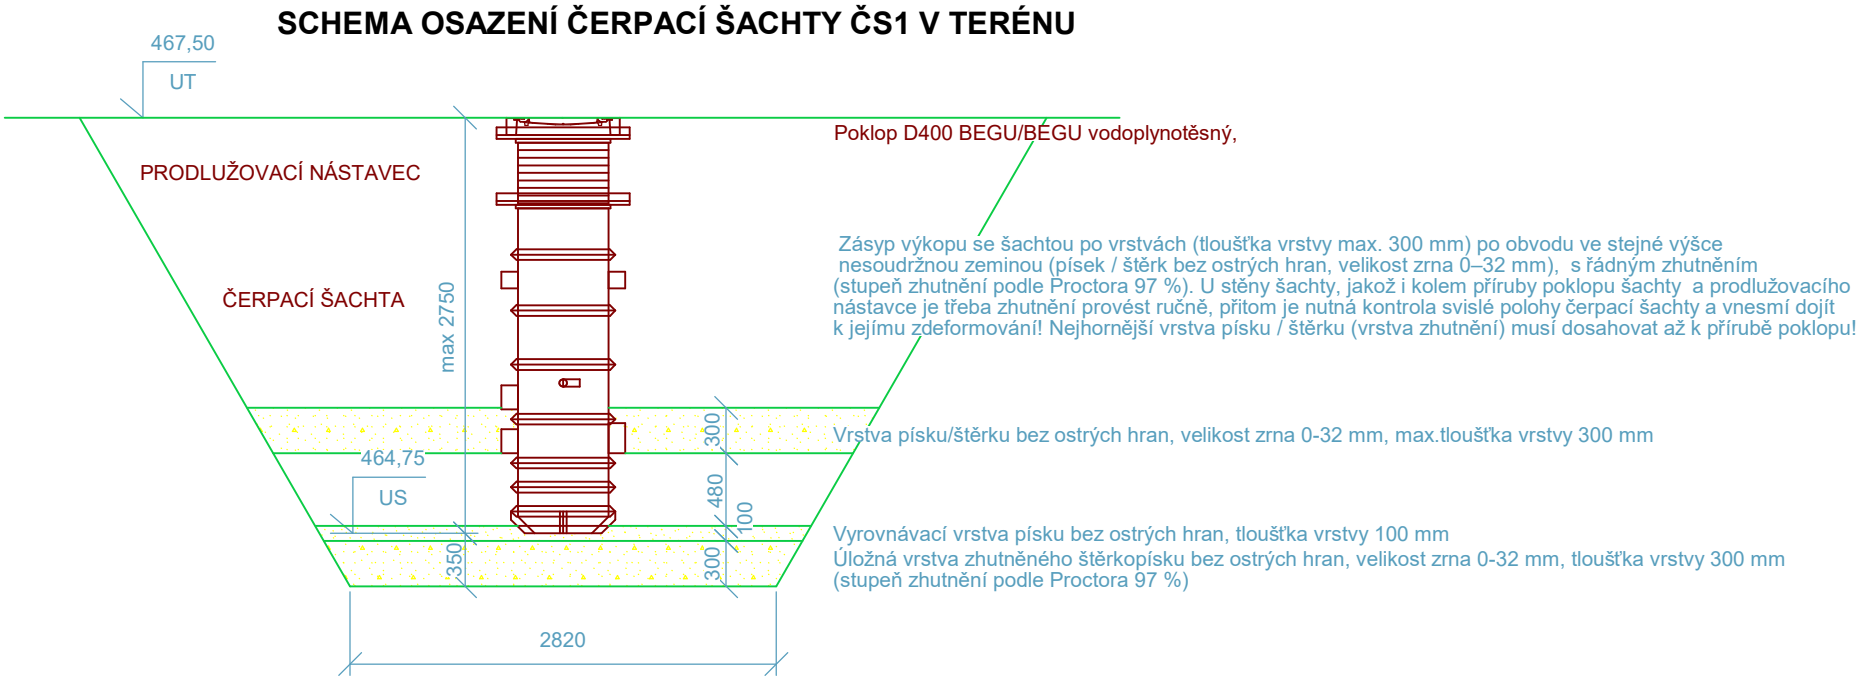 SCHEMA OSAZENÍ ČERPACÍ ŠACHTY ČS1 V TERÉNU
467,50
UT
Poklop D400 BEGU/BEGU vodoplynotěsný,
PRODLUŽOVACÍ NÁSTAVEC
Zásyp výkopu se šachtou po vrstvách (tloušťka vrstvy max. 300 mm) po obvodu ve stejné výšce
nesoudržnou zeminou (písek / štěrk bez ostrých hran, velikost zrna 0–32 mm), s řádným zhutněním
(stupeň zhutnění podle Proctora 97 %). U stěny šachty, jakož i kolem příruby poklopu šachty a prodlužovacího
nástavce je třeba zhutnění provést ručně, přitom je nutná kontrola svislé polohy čerpací šachty a vnesmí dojít
k jejímu zdeformování! Nejhornější vrstva písku / štěrku (vrstva zhutnění) musí dosahovat až k přírubě poklopu!
ČERPACÍ ŠACHTA
max 2750
300
Vrstva písku/štěrku bez ostrých hran, velikost zrna 0-32 mm, max.tloušťka vrstvy 300 mm
464,75
US
480
100
Vyrovnávací vrstva písku bez ostrých hran, tloušťka vrstvy 100 mm
350
300
Úložná vrstva zhutněného štěrkopísku bez ostrých hran, velikost zrna 0-32 mm, tloušťka vrstvy 300 mm
(stupeň zhutnění podle Proctora 97 %)
2820